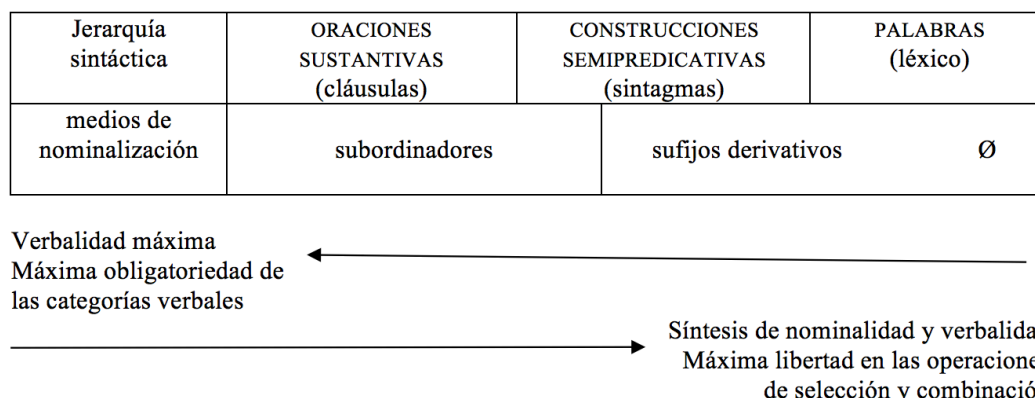 Jerarquía sintáctica
ORACIONES SUSTANTIVAS (cláusulas)
CONSTRUCCIONES SEMIPREDICATIVAS (sintagmas)
PALABRAS (léxico)
medios de nominalización
subordinadores
sufijos derivativos
Ø
Verbalidad máxima
Máxima obligatoriedad de
las categorías verbales
Síntesis de nominalidad y verbalida
Máxima libertad en las operacione
de selección y combinació